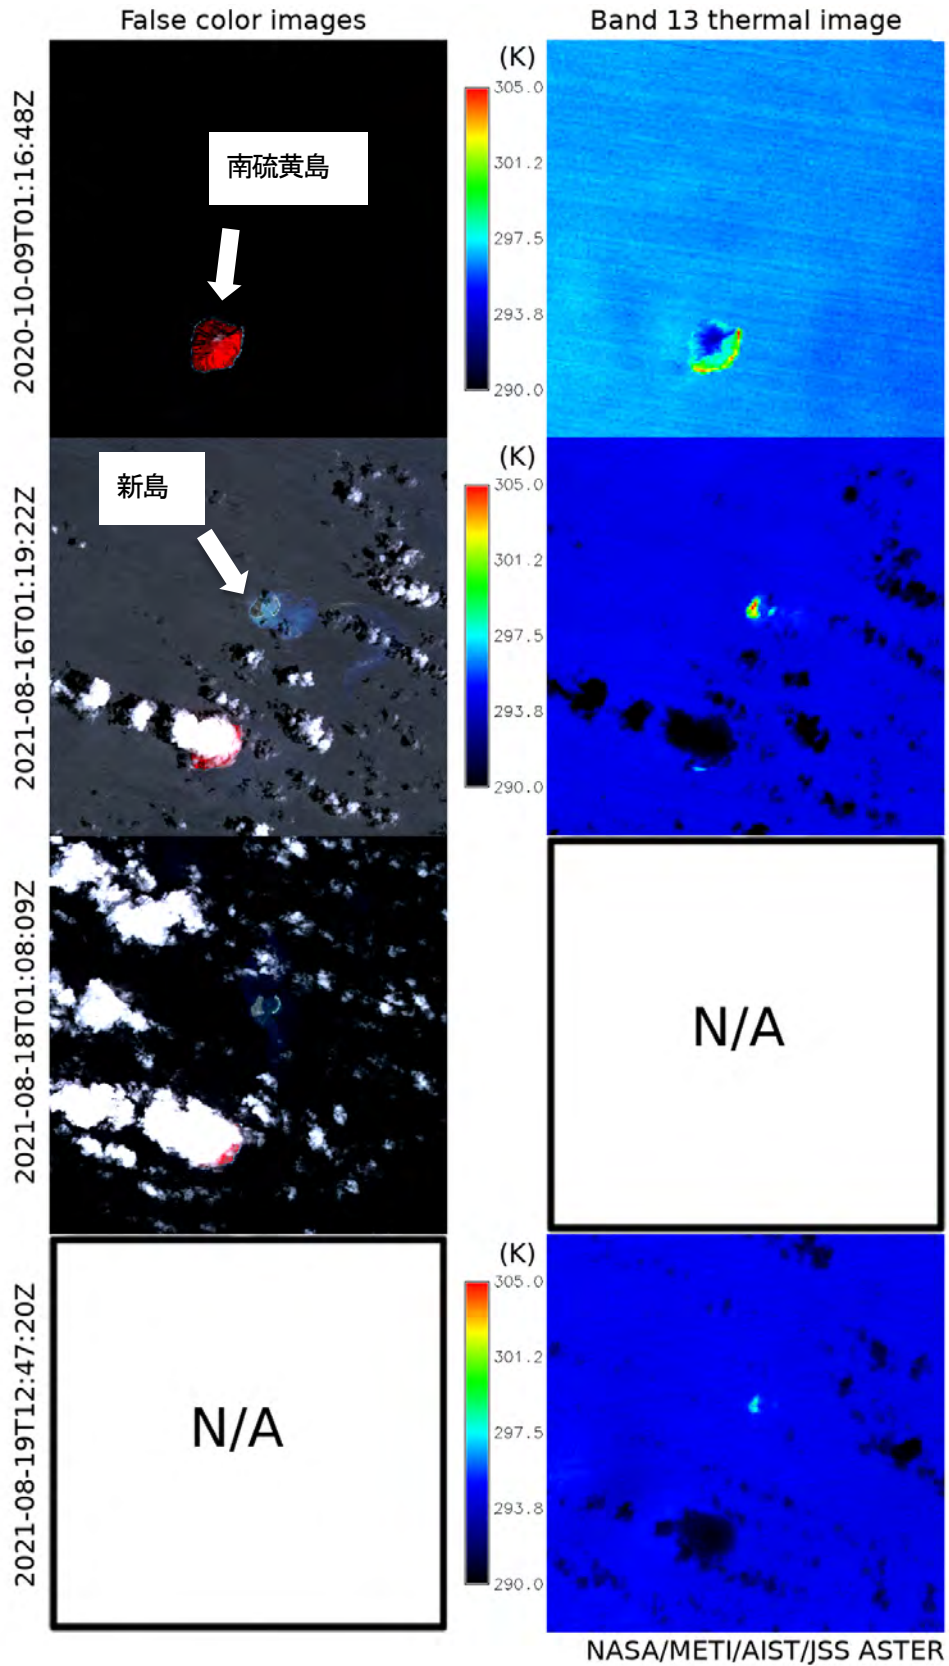 False color images
Band 13 thermal image
2020-10-09T01:16:48Z
南硫黄島
(K)
305.0
301.2
297.5
293.8
290.0
2021-08-16T01:19:22Z
新島
(K)
305.0
301.2
297.5
293.8
290.0
2021-08-18T01:08:09Z
N/A
2021-08-19T12:47:20Z
N/A
(K)
305.0
301.2
297.5
293.8
290.0
NASA/METI/AIST/JSS ASTER